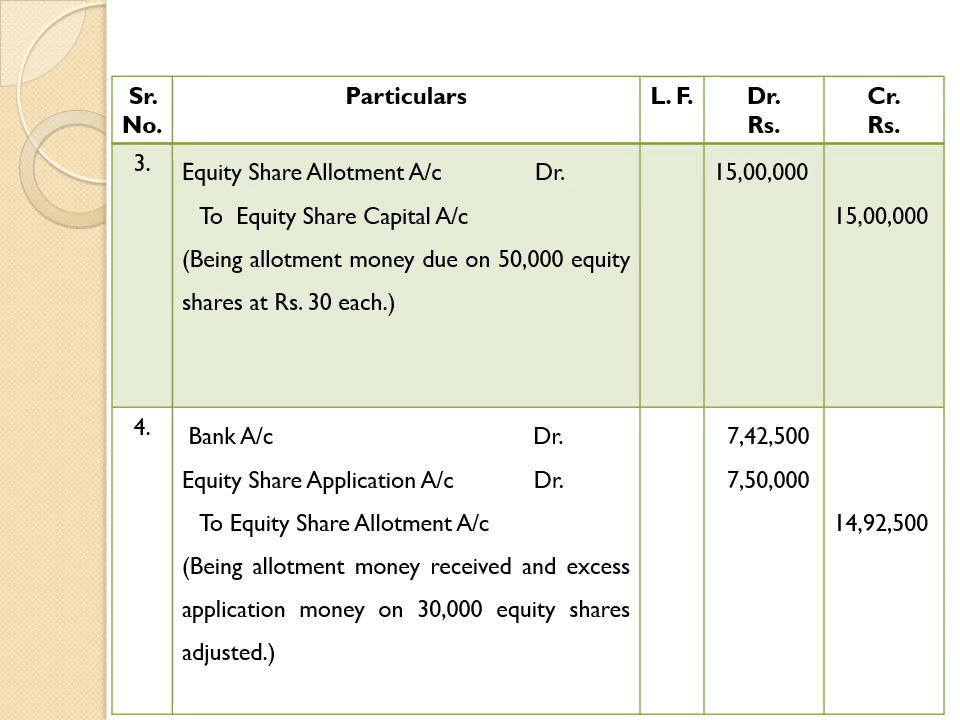 Sr. No. Particulars L. F. Dr. Rs. Cr. Rs.
3. Equity Share Allotment A/c Dr. 15,00,000
To Equity Share Capital A/c 15,00,000
(Being allotment money due on 50,000 equity
shares at Rs. 30 each.)
4. Bank A/c Dr. 7,42,500
Equity Share Application A/c Dr. 7,50,000
To Equity Share Allotment A/c 14,92,500
(Being allotment money received and excess
application money on 30,000 equity shares
adjusted.)